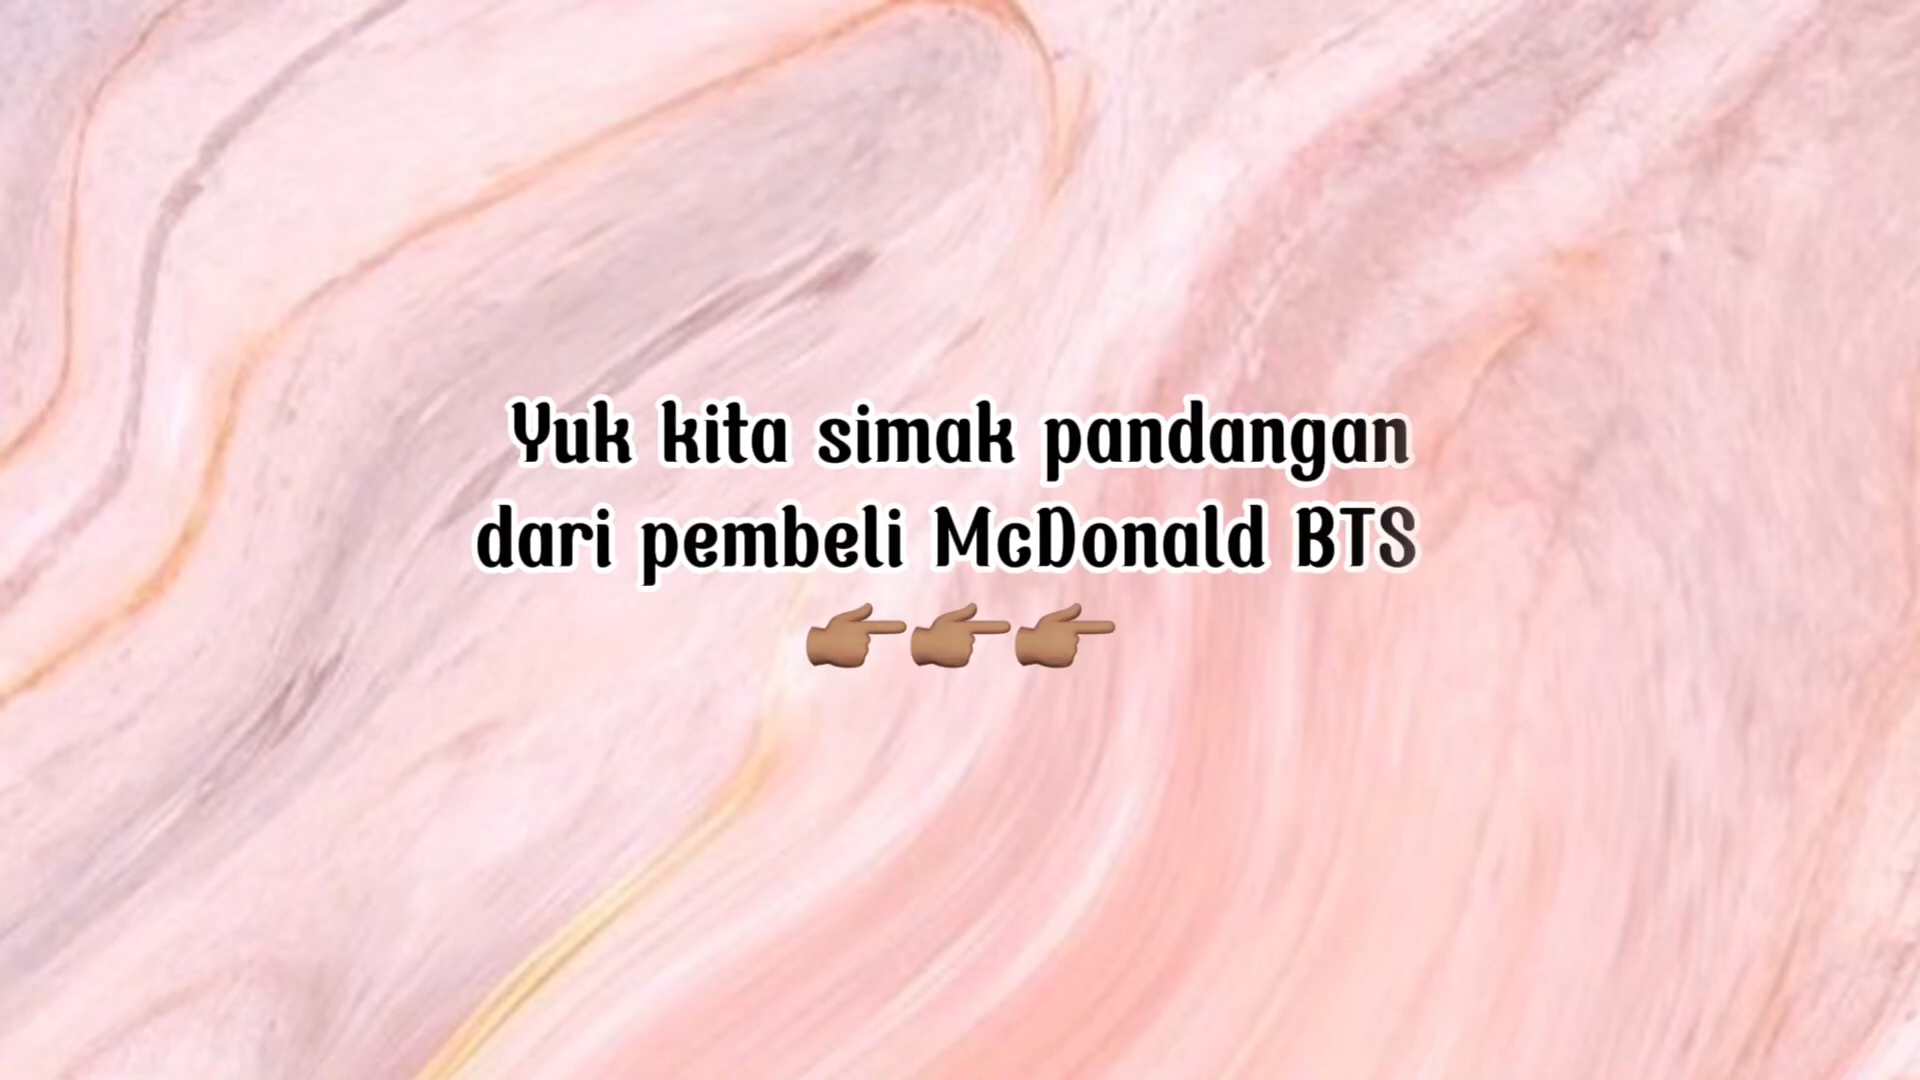 Yuk kita simak pandangan
dari pembeli McDonald BTS
👉🏽👉🏽👉🏽